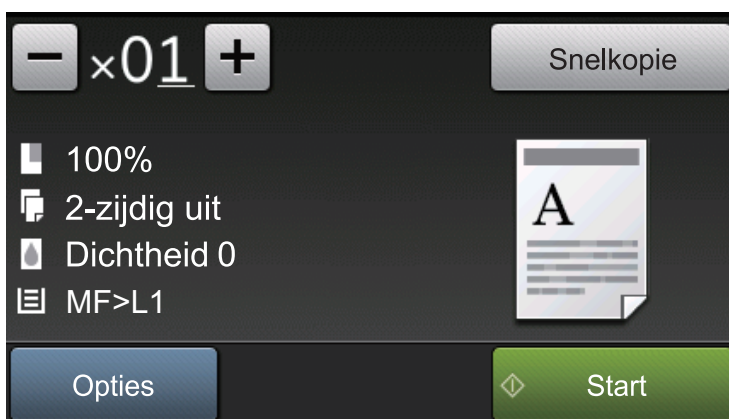 − ×01 +
Snelkopie
100%
2-zijdig uit
Dichtheid 0
MF>L1
A
Opties
Start